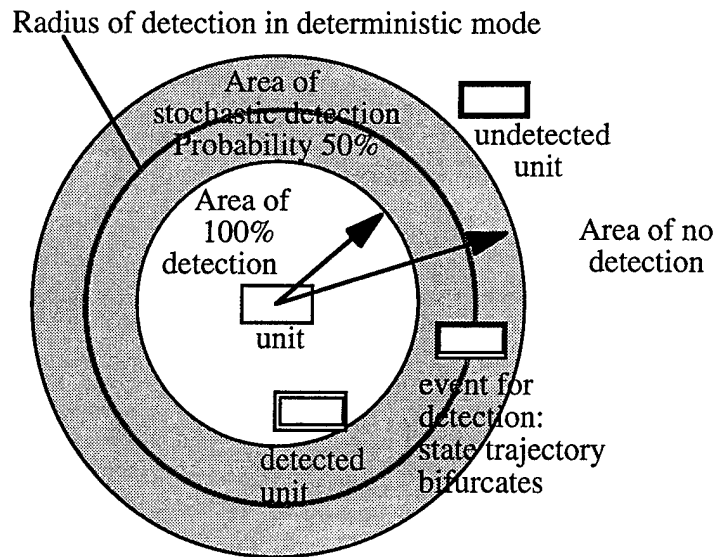 Radius of detection in deterministic mode
Area of
stochastic detection
Probability 50%
undetected
unit
Area of
100%
detection
Area of no
detection
unit
event for
detection:
state trajectory
bifurcates
detected
unit